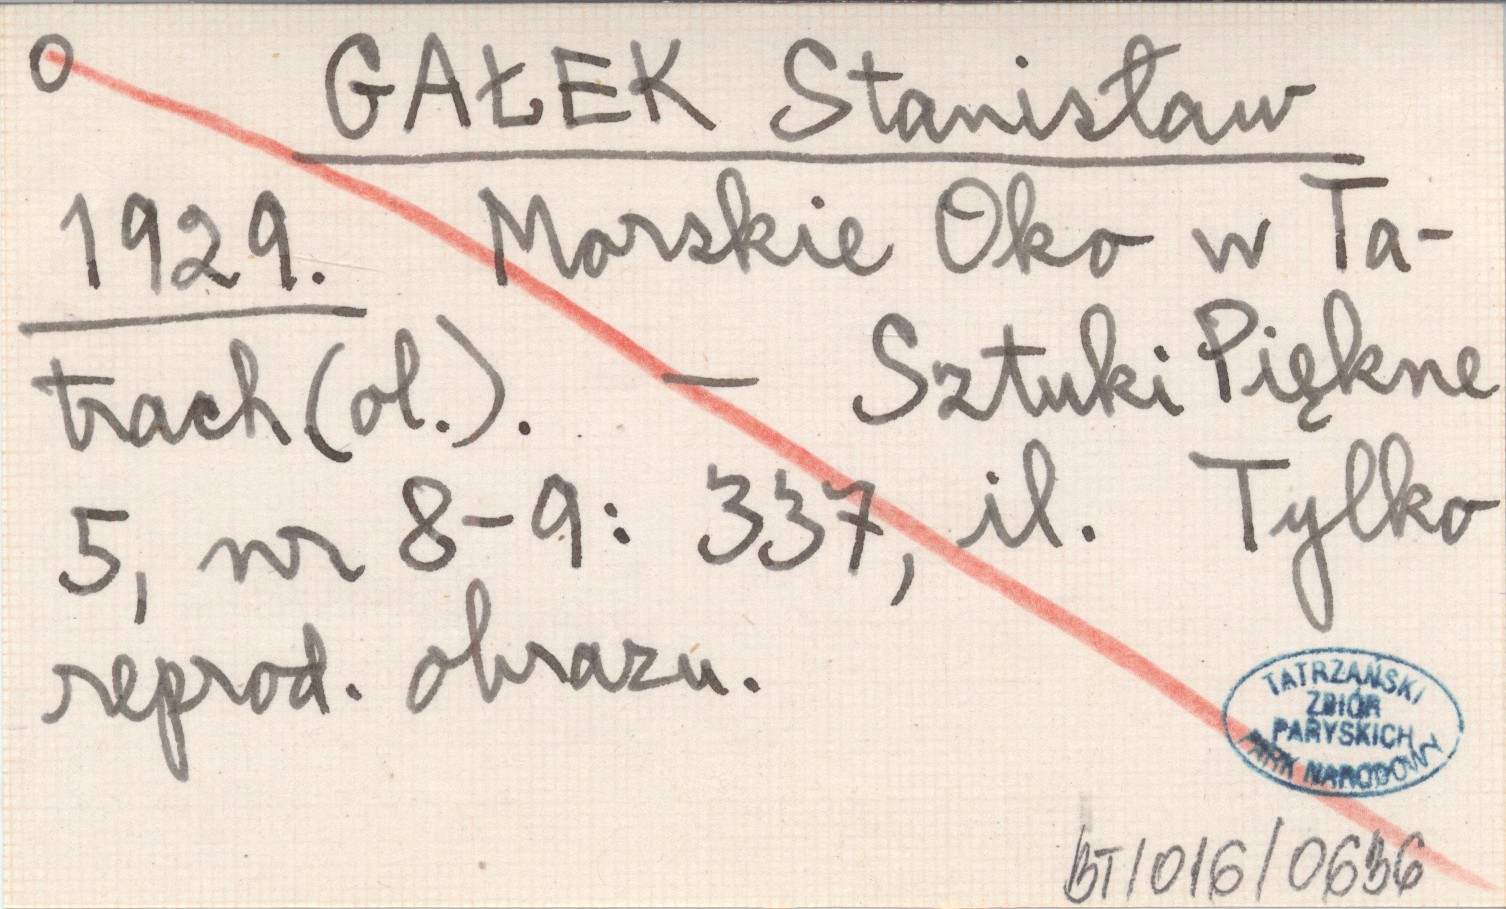 O GAŁEK Stanisław
1929. Morskie Oko w Ta-
trach (ol.). — Sztuki Piękne
5, nr 8-9: 337, il. Tylko
reprod. obrazu.
TATRZAŃSKI
ZBIÓR
PARYSKICH
PARK NARODOWY
BT/016/0636